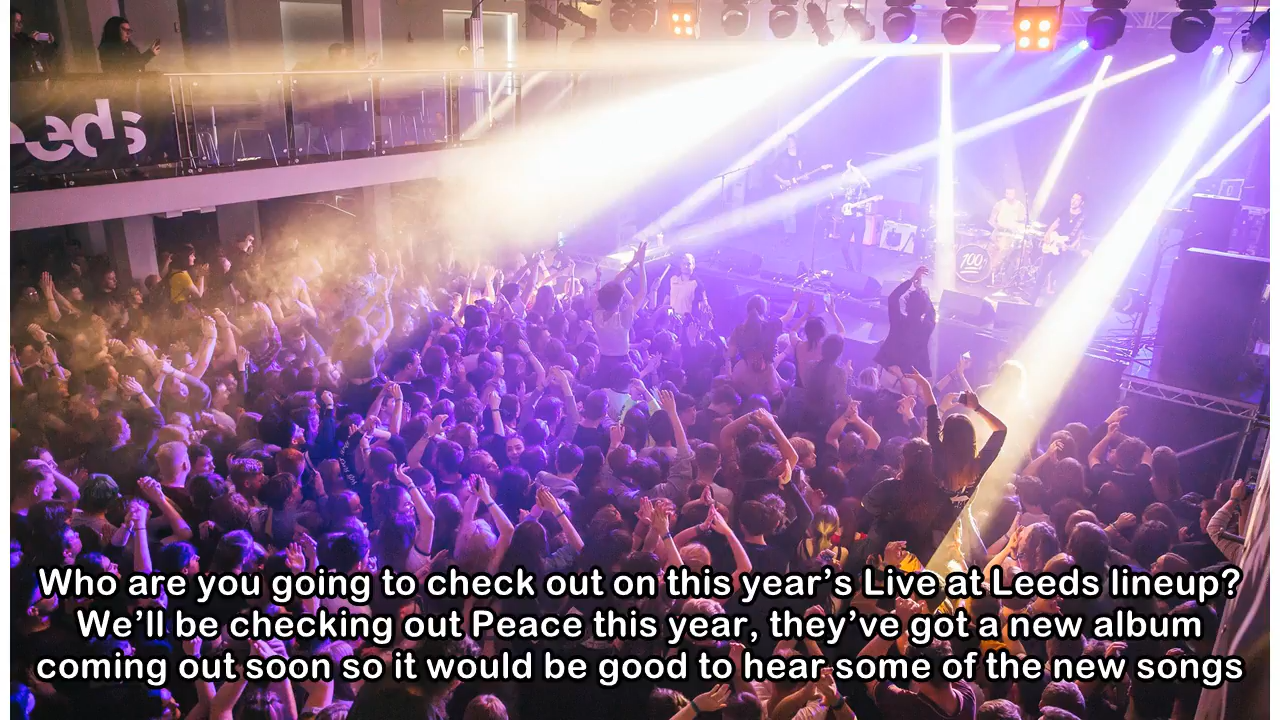 eeds
100
Who are you going to check out on this year’s Live at Leeds lineup?
We’ll be checking out Peace this year, they’ve got a new album
coming out soon so it would be good to hear some of the new songs